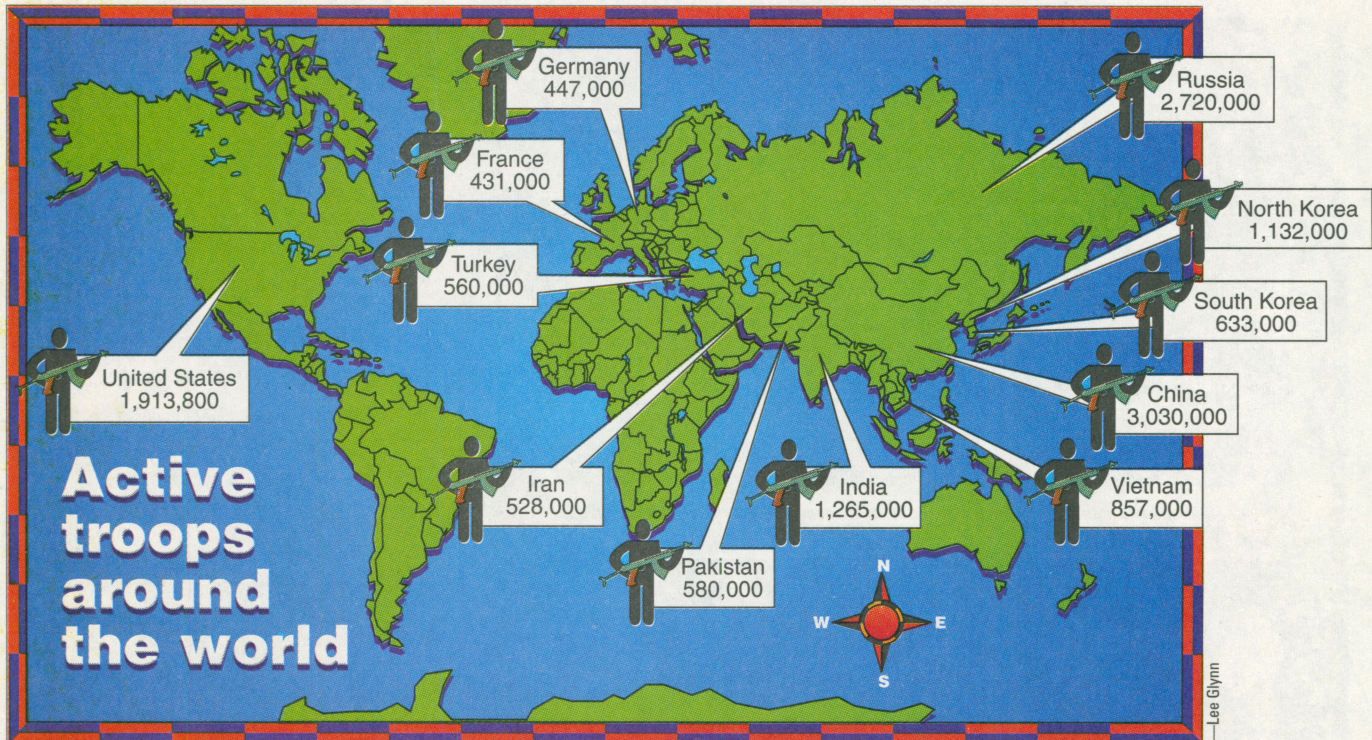 Germany
447,000
Russia
2,720,000
France
431,000
North Korea
1,132,000
Turkey
560,000
South Korea
633,000
United States
1,913,800
China
3,030,000
Iran
528,000
India
1,265,000
Vietnam
857,000
Pakistan
580,000
Active
troops
around
the world
N
W
E
S
—Lee Glynn